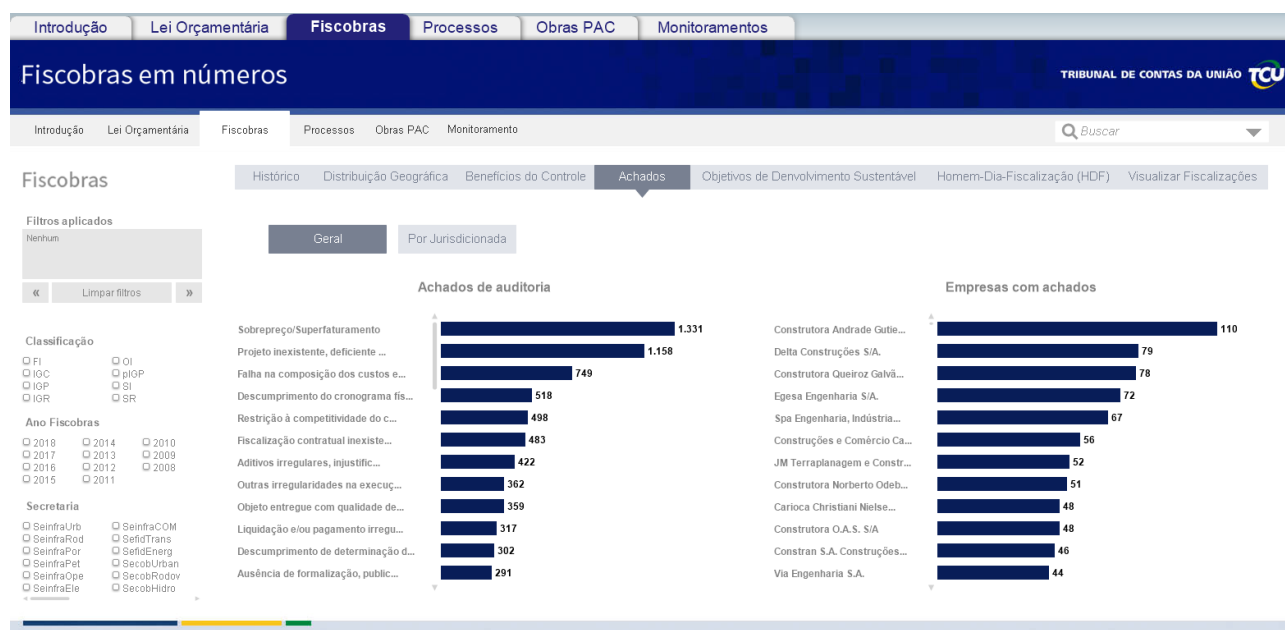 Introdução Lei Orçamentária Fiscobras Processos Obras PAC Monitoramentos
Fiscobras em números
TRIBUNAL DE CONTAS DA UNIÃO TCU
Introdução Lei Orçamentária Fiscobras Processos Obras PAC Monitoramento
Buscar
Fiscobras
Histórico Distribuição Geográfica Benefícios do Controle Achados Objetivos de Denvolvimento Sustentável Homem-Dia-Fiscalização (HDF) Visualizar Fiscalizações
Filtros aplicados
Nenhum
« Limpar filtros »
Geral Por Jurisdicionada
Classificação
FI OI
IGC pIGP
IGP SI
IGR SR
Ano Fiscobras
2018 2014 2010
2017 2013 2009
2016 2012 2008
2015 2011
Secretaria
SeinfraUrb SeinfraCOM
SeinfraRod SefidTrans
SeinfraPor SefidEnerg
SeinfraPet SecobUrban
SeinfraOpe SecobRodov
SeinfraEle SecobHidro
Achados de auditoria
Sobrepreço/Superfaturamento 1.331
Projeto inexistente, deficiente ... 1.158
Falha na composição dos custos e... 749
Descumprimento do cronograma fís... 518
Restrição à competitividade do c... 498
Fiscalização contratual inexiste... 483
Aditivos irregulares, injustific... 422
Outras irregularidades na execuç... 362
Objeto entregue com qualidade de... 359
Liquidação e/ou pagamento irregu... 317
Descumprimento de determinação d... 302
Ausência de formalização, public... 291
Empresas com achados
Construtora Andrade Gutie... 110
Delta Construções S/A. 79
Construtora Queiroz Galvã... 78
Egesa Engenharia S/A. 72
Spa Engenharia, Indústria... 67
Construções e Comércio Ca... 56
JM Terraplanagem e Constr... 52
Construtora Norberto Odeb... 51
Carioca Christiani Nielse... 48
Construtora O.A.S. S/A 48
Constran S.A. Construções... 46
Via Engenharia S.A. 44